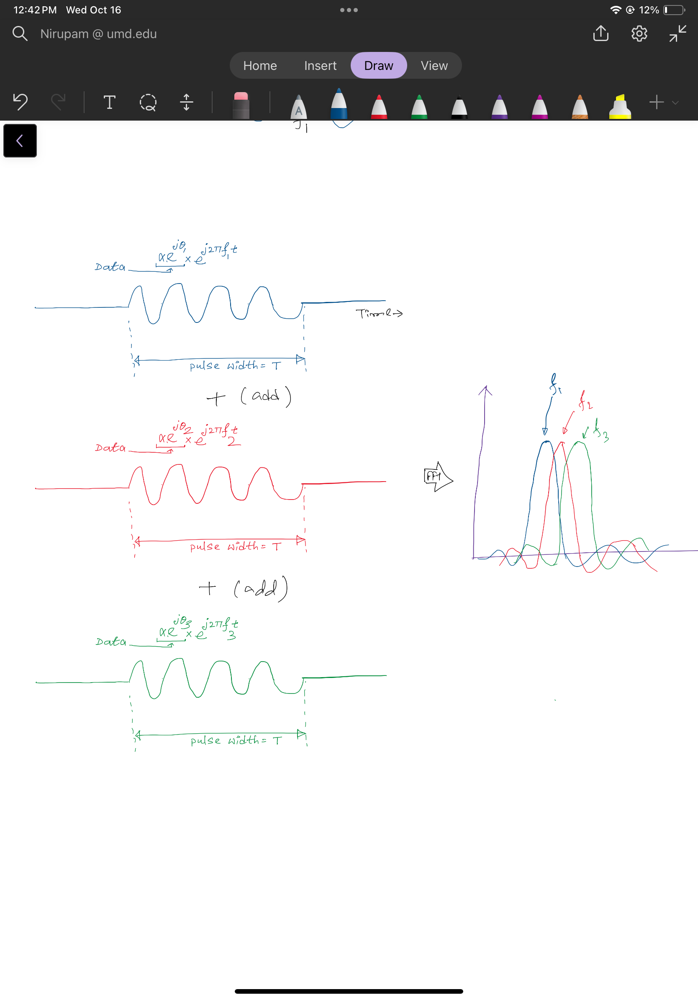 12:42 PM Wed Oct 16
12%
Nirupam @ umd.edu
Home Insert Draw View
T
A
Data αe^jθ₁ × e^j2πf₁t
Time →
pulse width = T
+ (add)
f₁
f₂
f₃
Data αe^jθ₂ × e^j2πf₂t
FFT
pulse width = T
+ (add)
Data αe^jθ₃ × e^j2πf₃t
pulse width = T